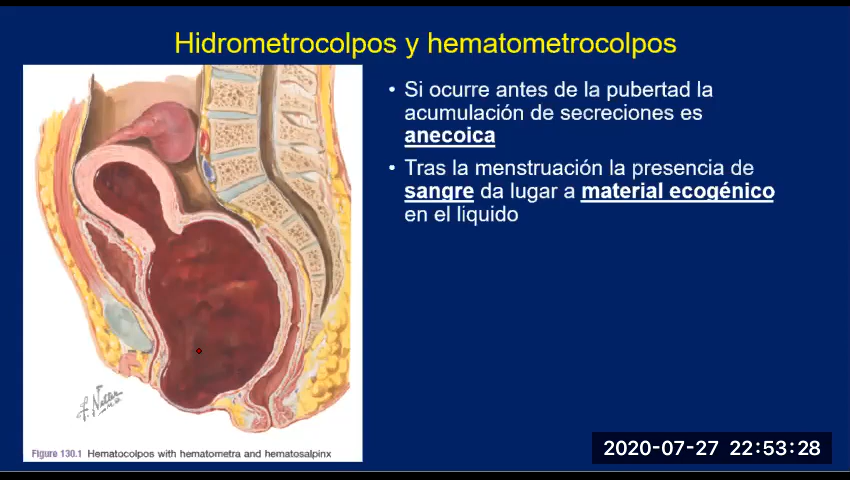 Hidrometrocolpos y hematometrocolpos
• Si ocurre antes de la pubertad la
acumulación de secreciones es
anecoica
• Tras la menstruación la presencia de
sangre da lugar a material ecogénico
en el liquido
F. Netter
M.D.
Figure 130.1 Hematocolpos with hematometra and hematosalpinx
2020-07-27 22:53:28